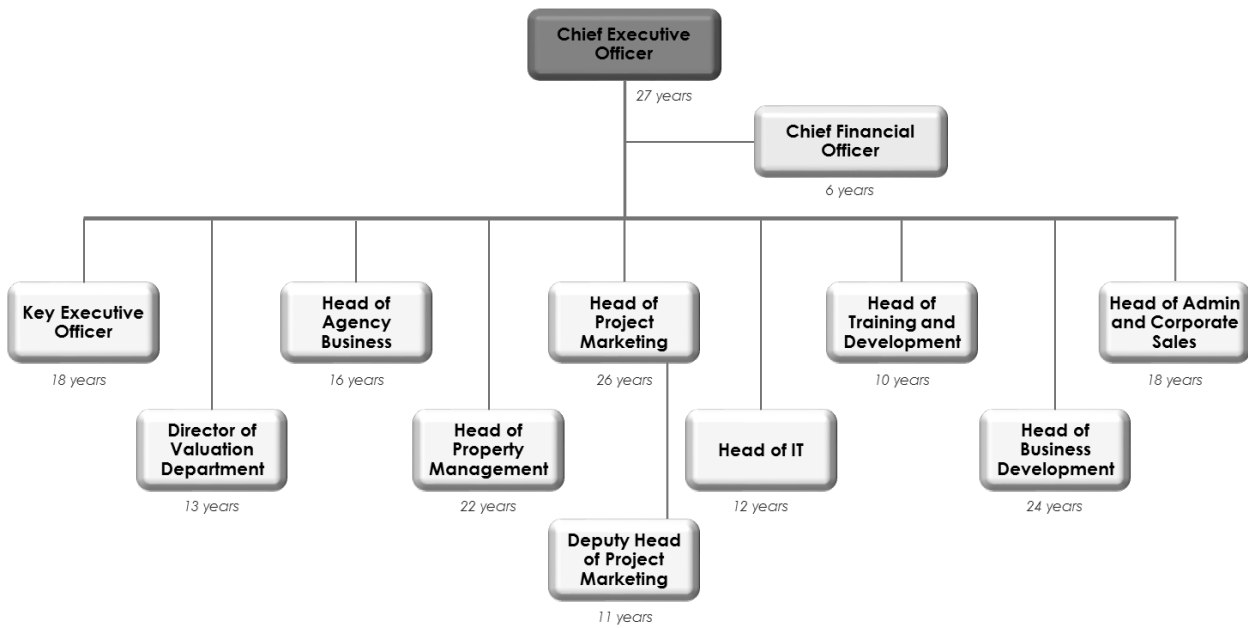 Chief Executive
Officer
27 years
Chief Financial
Officer
6 years
Key Executive
Officer
18 years
Head of
Agency
Business
16 years
Head of
Project
Marketing
26 years
Head of
Training and
Development
10 years
Head of Admin
and Corporate
Sales
18 years
Director of
Valuation
Department
13 years
Head of
Property
Management
22 years
Head of IT
12 years
Head of
Business
Development
24 years
Deputy Head
of Project
Marketing
11 years